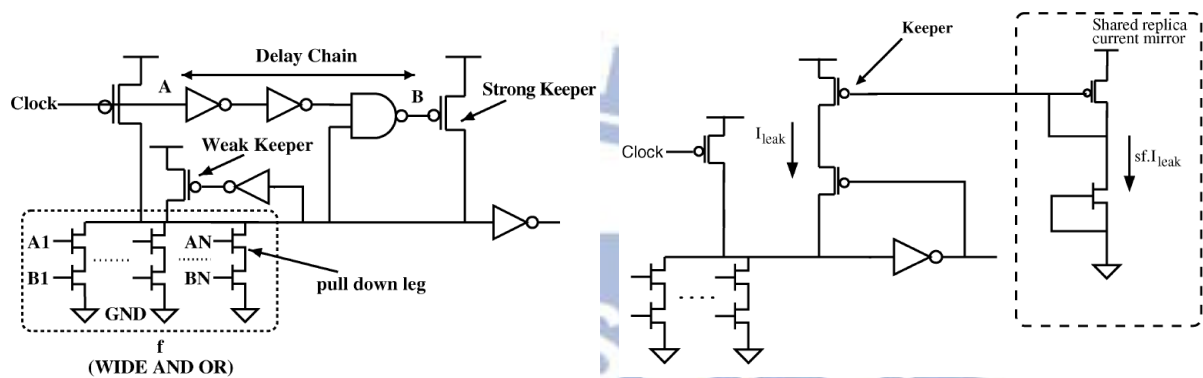 Delay Chain
A
B
Clock
Strong Keeper
Weak Keeper
A1
AN
B1
BN
pull down leg
GND
f
(WIDE AND OR)
Keeper
Shared replica
current mirror
Clock
Ileak
sf.Ileak